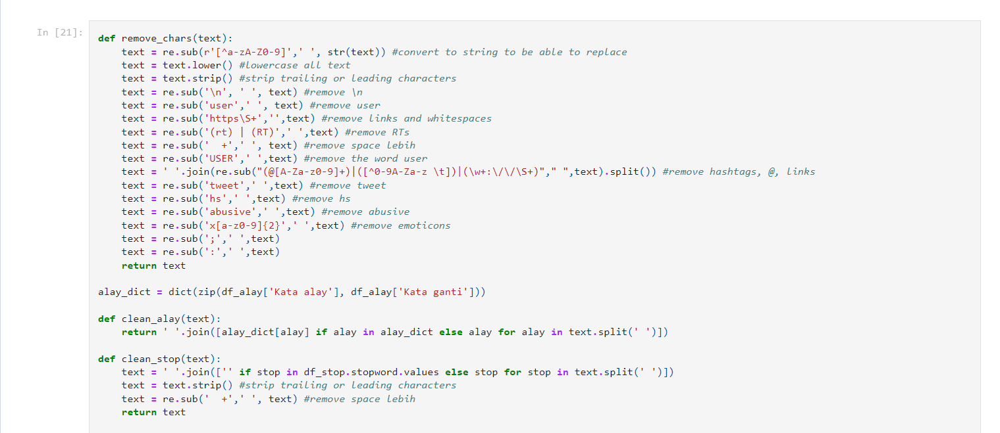 In [21]:
def remove_chars(text):
    text = re.sub(r'[^a-zA-Z0-9]',' ', str(text)) #convert to string to be able to replace
    text = text.lower() #lowercase all text
    text = text.strip() #strip trailing or leading characters
    text = re.sub('\n', ' ', text) #remove \n
    text = re.sub('user',' ', text) #remove user
    text = re.sub('https\S+','',text) #remove links and whitespaces
    text = re.sub('(rt) | (RT)',' ',text) #remove RTs
    text = re.sub('  +',' ', text) #remove space lebih
    text = re.sub('USER',' ',text) #remove the word user
    text = ' '.join(re.sub("(@[A-Za-z0-9]+)|([^0-9A-Za-z \t])|(\w+:\/\/\S+)"," ",text).split()) #remove hashtags, @, links
    text = re.sub('tweet',' ',text) #remove tweet
    text = re.sub('hs',' ',text) #remove hs
    text = re.sub('abusive',' ',text) #remove abusive
    text = re.sub('x[a-z0-9]{2}',' ',text) #remove emoticons
    text = re.sub(';',' ',text)
    text = re.sub(':',' ',text)
    return text
alay_dict = dict(zip(df_alay['Kata alay'], df_alay['Kata ganti']))
def clean_alay(text):
    return ' '.join([alay_dict[alay] if alay in alay_dict else alay for alay in text.split(' ')])
def clean_stop(text):
    text = ' '.join(['' if stop in df_stop.stopword.values else stop for stop in text.split(' ')])
    text = text.strip() #strip trailing or leading characters
    text = re.sub('  +',' ', text) #remove space lebih
    return text